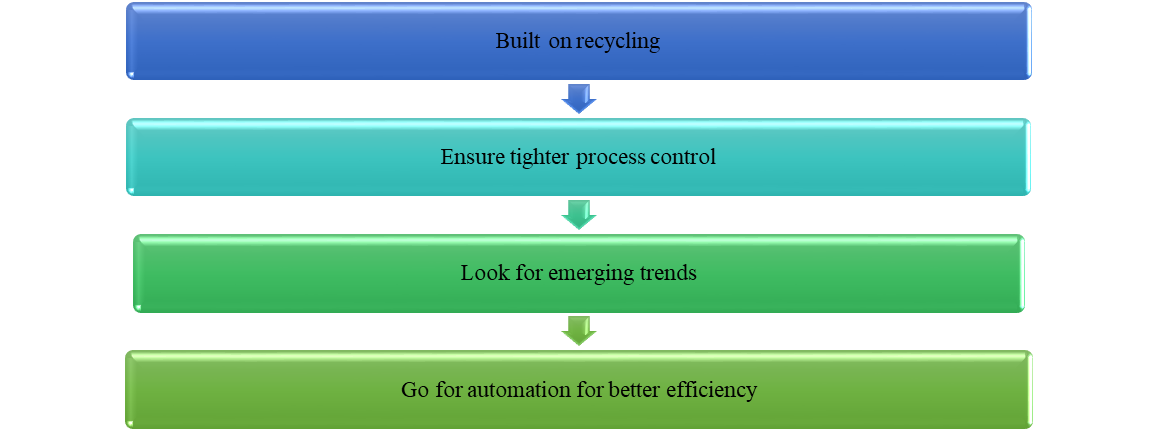 Built on recycling
Ensure tighter process control
Look for emerging trends
Go for automation for better efficiency